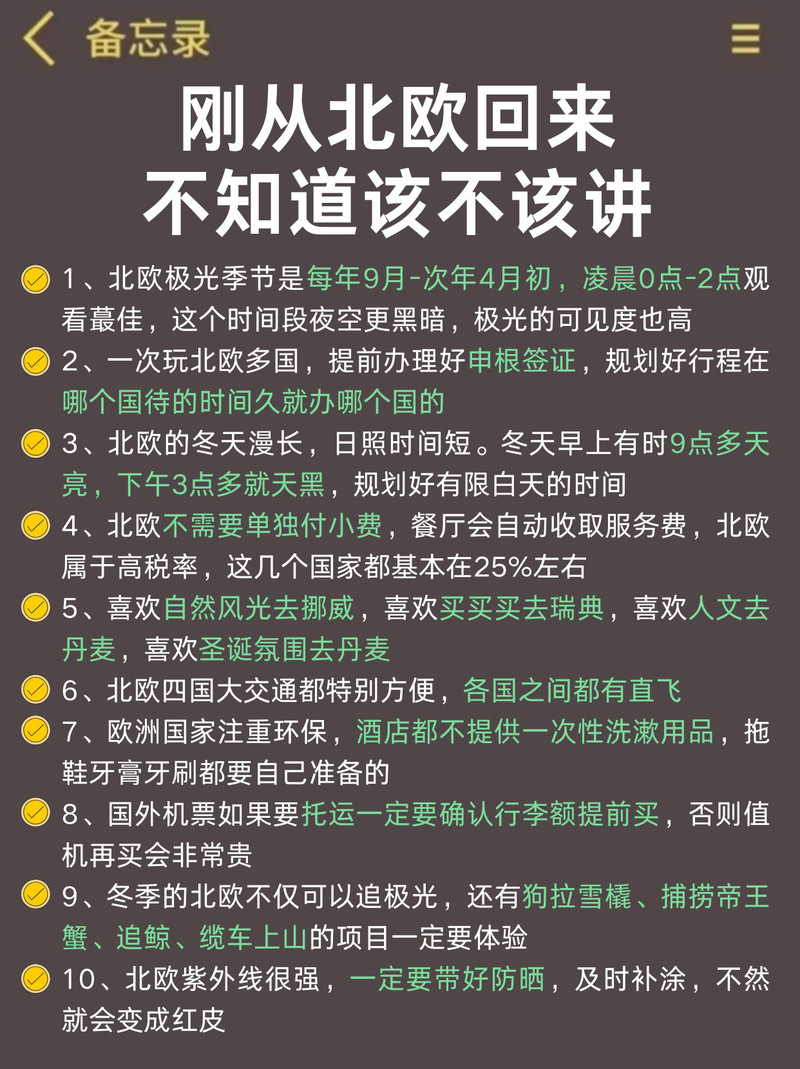 备忘录
刚从北欧回来
不知道该不该讲
1、北欧极光季节是每年9月-次年4月初，凌晨0点-2点观
看蕞佳，这个时间段夜空更黑暗，极光的可见度也高
2、一次玩北欧多国，提前办理好申根签证，规划好行程在
哪个国待的时间久就办哪个国的
3、北欧的冬天漫长，日照时间短。冬天早上有时9点多天
亮，下午3点多就天黑，规划好有限白天的时间
4、北欧不需要单独付小费，餐厅会自动收取服务费，北欧
属于高税率，这几个国家都基本在25%左右
5、喜欢自然风光去挪威，喜欢买买买去瑞典，喜欢人文去
丹麦，喜欢圣诞氛围去丹麦
6、北欧四国大交通都特别方便，各国之间都有直飞
7、欧洲国家注重环保，酒店都不提供一次性洗漱用品，拖
鞋牙膏牙刷都要自己准备的
8、国外机票如果要托运一定要确认行李额提前买，否则值
机再买会非常贵
9、冬季的北欧不仅可以追极光，还有狗拉雪橇、捕捞帝王
蟹、追鲸、缆车上山的项目一定要体验
10、北欧紫外线很强，一定要带好防晒，及时补涂，不然
就会变成红皮